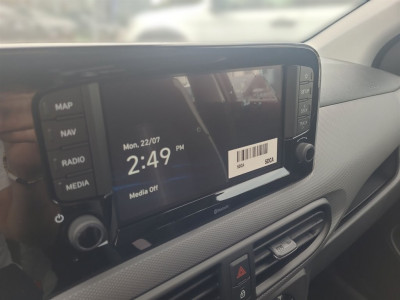 MAP
NAV
RADIO
MEDIA
Mon, 22/07
2:49 PM
Media Off